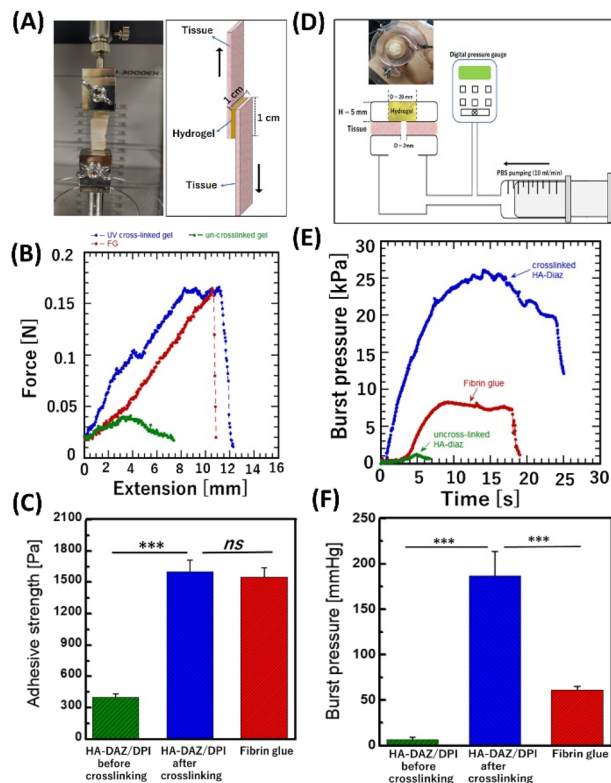 (A)
Tissue
1 cm
1 cm
Hydrogel
Tissue
(B)
UV cross-linked gel
un-crosslinked gel
FG
0.2
0.15
0.1
0.05
0
Force [N]
0 2 4 6 8 10 12 14 16
Extension [mm]
(C)
1800
1500
1200
900
600
300
0
Adhesive strength [Pa]
***
ns
HA-DAZ/DPI
before
crosslinking
HA-DAZ/DPI
after
crosslinking
Fibrin glue
(D)
Digital pressure gauge
D = 20 mm
H = 5 mm
Hydrogel
Tissue
D = 3mm
PBS pumping (10 ml/min)
(E)
30
25
20
15
10
5
0
Burst pressure [kPa]
crosslinked
HA-Diaz
Fibrin glue
uncross-linked
HA-diaz
0 5 10 15 20 25 30
Time [s]
(F)
250
200
150
100
50
0
Burst pressure [mmHg]
***
***
HA-DAZ/DPI
before
crosslinking
HA-DAZ/DPI
after
crosslinking
Fibrin glue